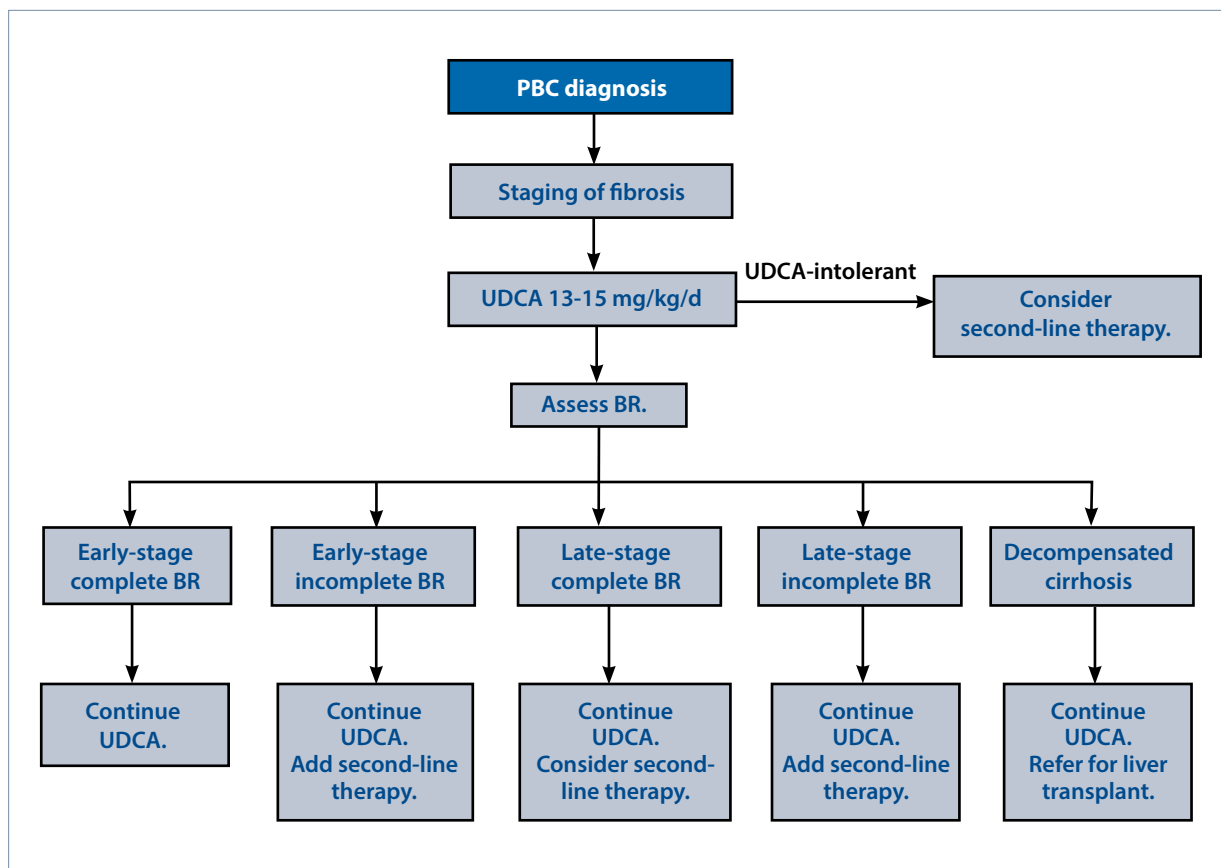 PBC diagnosis
Staging of fibrosis
UDCA-intolerant
UDCA 13-15 mg/kg/d
Consider
second-line therapy.
Assess BR.
Early-stage
complete BR
Early-stage
incomplete BR
Late-stage
complete BR
Late-stage
incomplete BR
Decompensated
cirrhosis
Continue
UDCA.
Continue
UDCA.
Add second-line
therapy.
Continue
UDCA.
Consider second-
line therapy.
Continue
UDCA.
Add second-line
therapy.
Continue
UDCA.
Refer for liver
transplant.